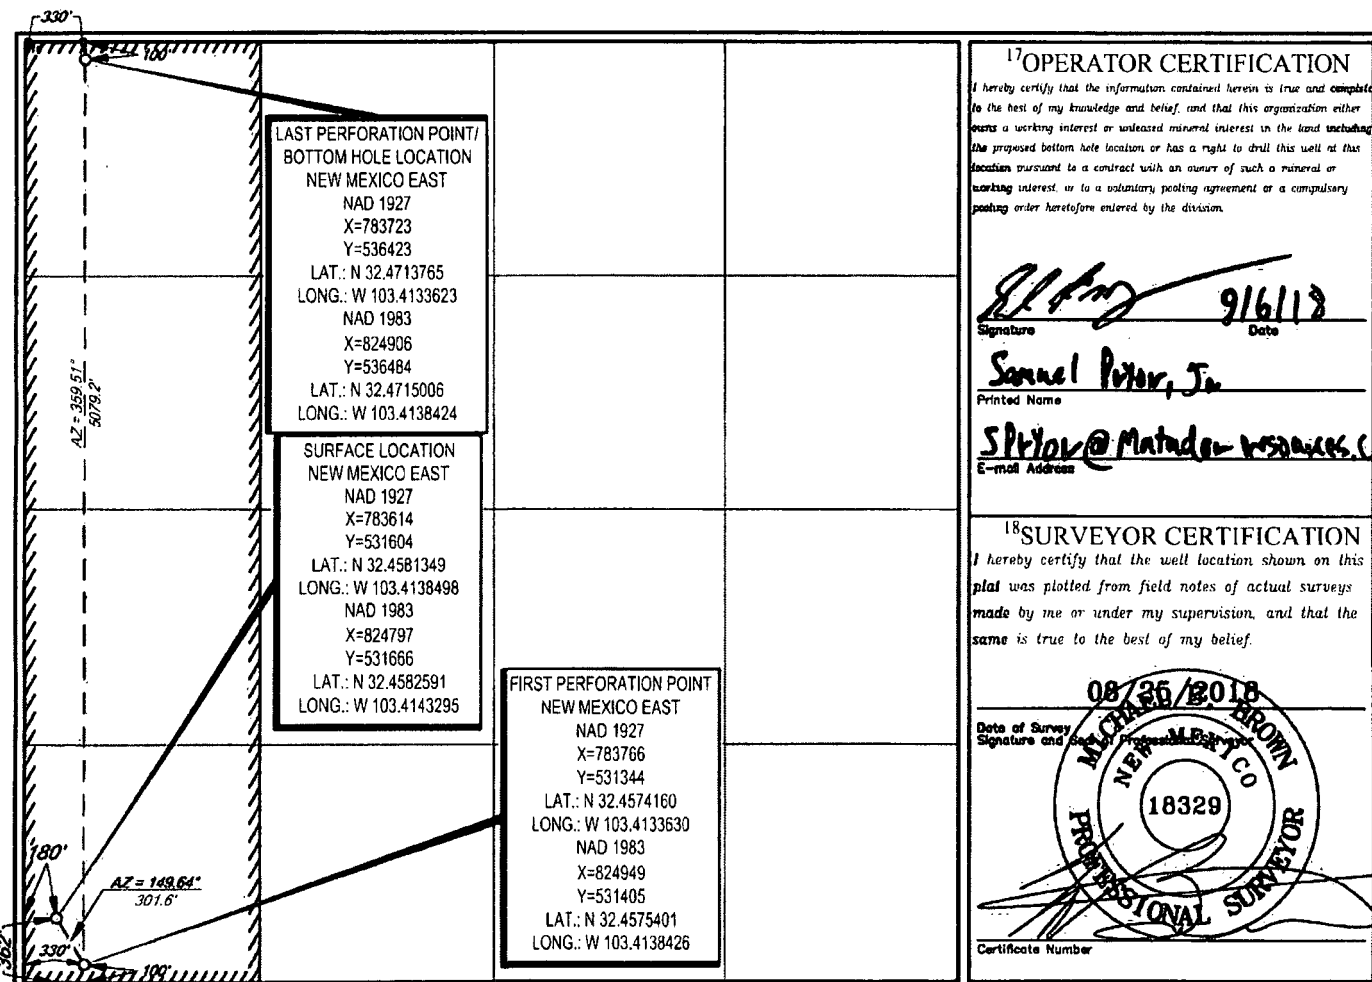 330'
100'
LAST PERFORATION POINT/
BOTTOM HOLE LOCATION
NEW MEXICO EAST
NAD 1927
X=783723
Y=536423
LAT.: N 32.4713765
LONG.: W 103.4133623
NAD 1983
X=824906
Y=536484
LAT.: N 32.4715006
LONG.: W 103.4138424
AZ = 359.51°
5079.2'
SURFACE LOCATION
NEW MEXICO EAST
NAD 1927
X=783614
Y=531604
LAT.: N 32.4581349
LONG.: W 103.4138498
NAD 1983
X=824797
Y=531666
LAT.: N 32.4582591
LONG.: W 103.4143295
FIRST PERFORATION POINT
NEW MEXICO EAST
NAD 1927
X=783766
Y=531344
LAT.: N 32.4574160
LONG.: W 103.4133630
NAD 1983
X=824949
Y=531405
LAT.: N 32.4575401
LONG.: W 103.4138426
180'
AZ = 149.64°
301.6'
362'
330'
100'
17OPERATOR CERTIFICATION
I hereby certify that the information contained herein is true and complete
to the best of my knowledge and belief, and that this organization either
owns a working interest or unleased mineral interest in the land including
the proposed bottom hole location or has a right to drill this well at this
location pursuant to a contract with an owner of such a mineral or
working interest, or to a voluntary pooling agreement or a compulsory
pooling order heretofore entered by the division.
9/6/18
Signature Date
Samuel Pryor, Jr
Printed Name
SPryor@Matadorresources.c
E-mail Address
18SURVEYOR CERTIFICATION
I hereby certify that the well location shown on this
plat was plotted from field notes of actual surveys
made by me or under my supervision, and that the
same is true to the best of my belief.
08/26/2018
Date of Survey
Signature and Seal of Professional Surveyor
MICHAEL B. BROWN
NEW MEXICO
18329
PROFESSIONAL SURVEYOR
Certificate Number